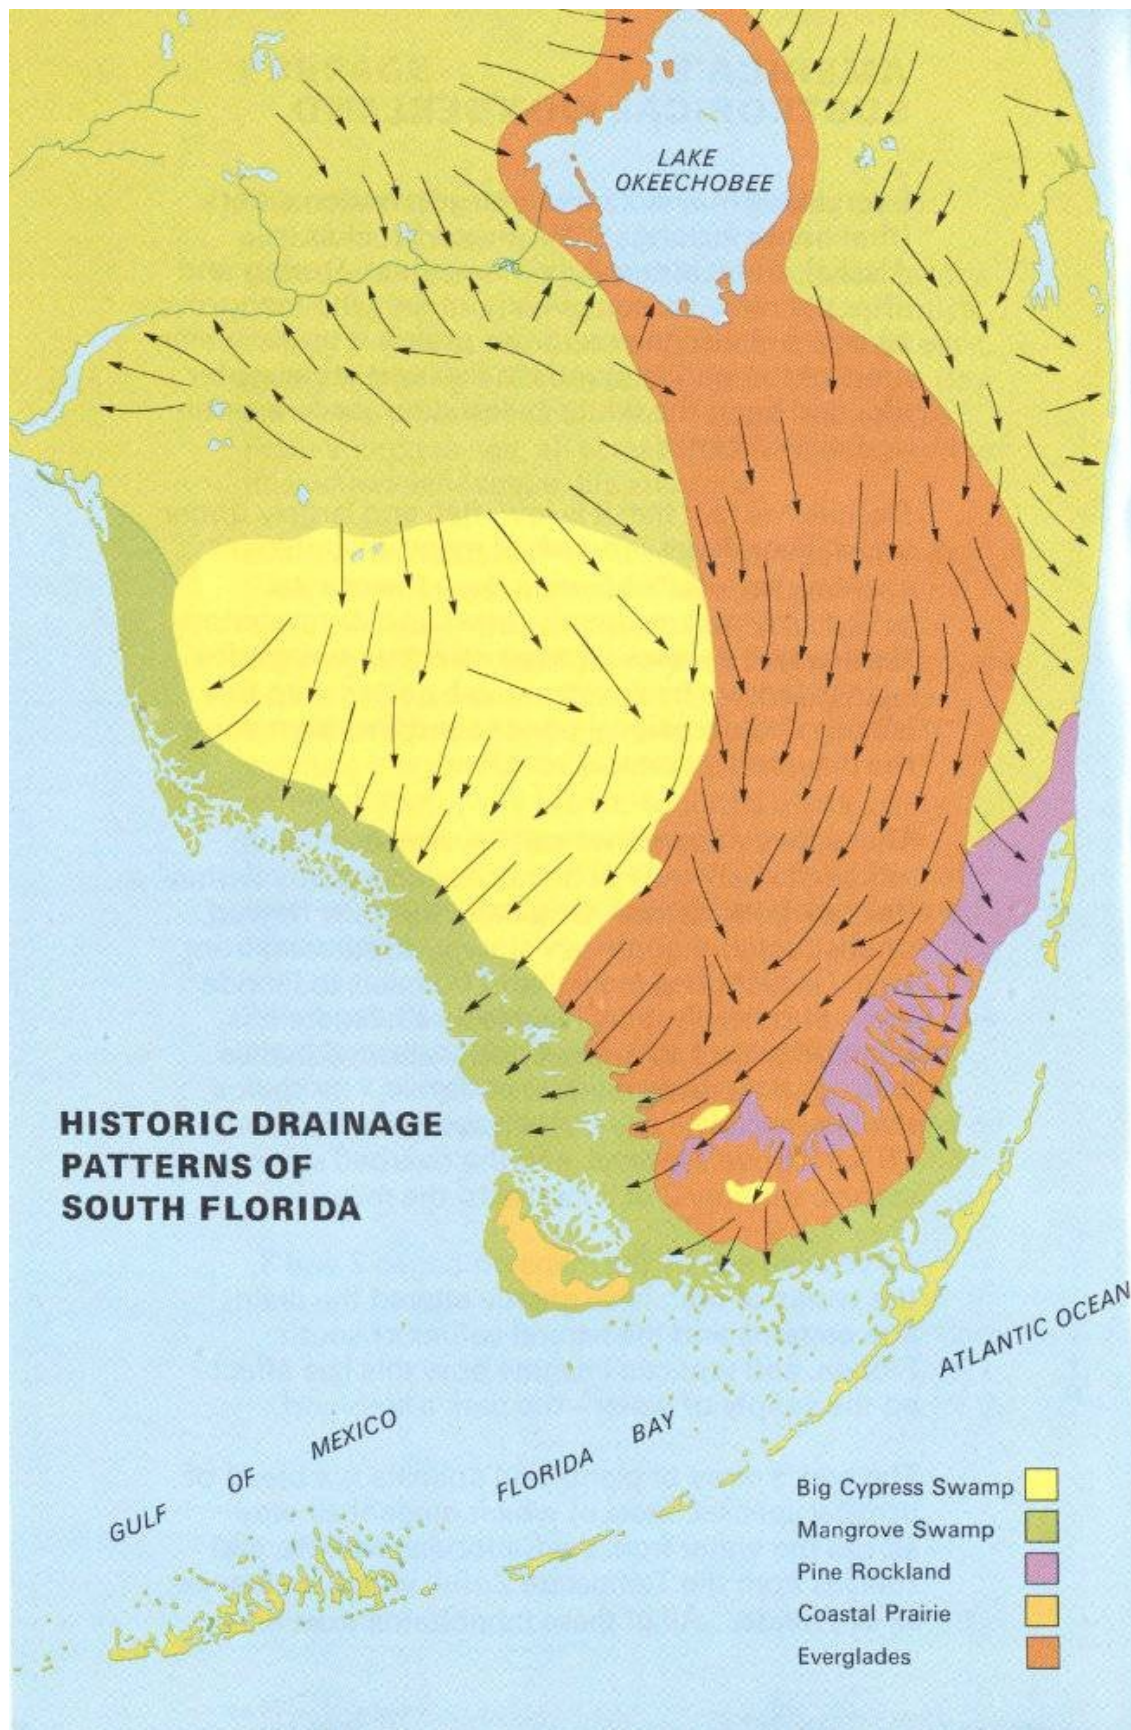 LAKE
OKEECHOBEE
HISTORIC DRAINAGE
PATTERNS OF
SOUTH FLORIDA
ATLANTIC OCEAN
GULF OF MEXICO
FLORIDA BAY
Big Cypress Swamp
Mangrove Swamp
Pine Rockland
Coastal Prairie
Everglades